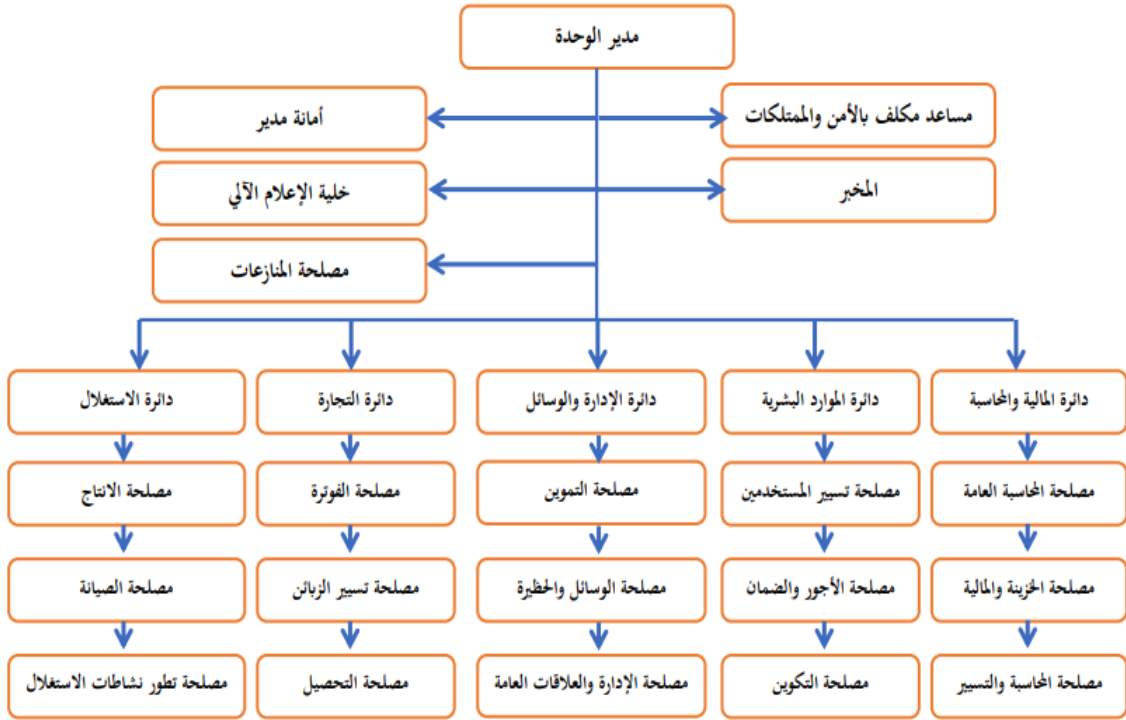 مدير الوحدة
مساعد مكلف بالأمن والممتلكات
أمانة مدير
المخبر
خلية الإعلام الآلي
مصلحة المنازعات
دائرة المالية والمحاسبة
دائرة الموارد البشرية
دائرة الإدارة والوسائل
دائرة التجارة
دائرة الاستغلال
مصلحة المحاسبة العامة
مصلحة تسيير المستخدمين
مصلحة التموين
مصلحة الفوترة
مصلحة الانتاج
مصلحة الخزينة والمالية
مصلحة الأجور والضمان
مصلحة الوسائل والحظيرة
مصلحة تسيير الزبائن
مصلحة الصيانة
مصلحة المحاسبة والتسيير
مصلحة التكوين
مصلحة الإدارة والعلاقات العامة
مصلحة التحصيل
مصلحة تطور نشاطات الاستغلال